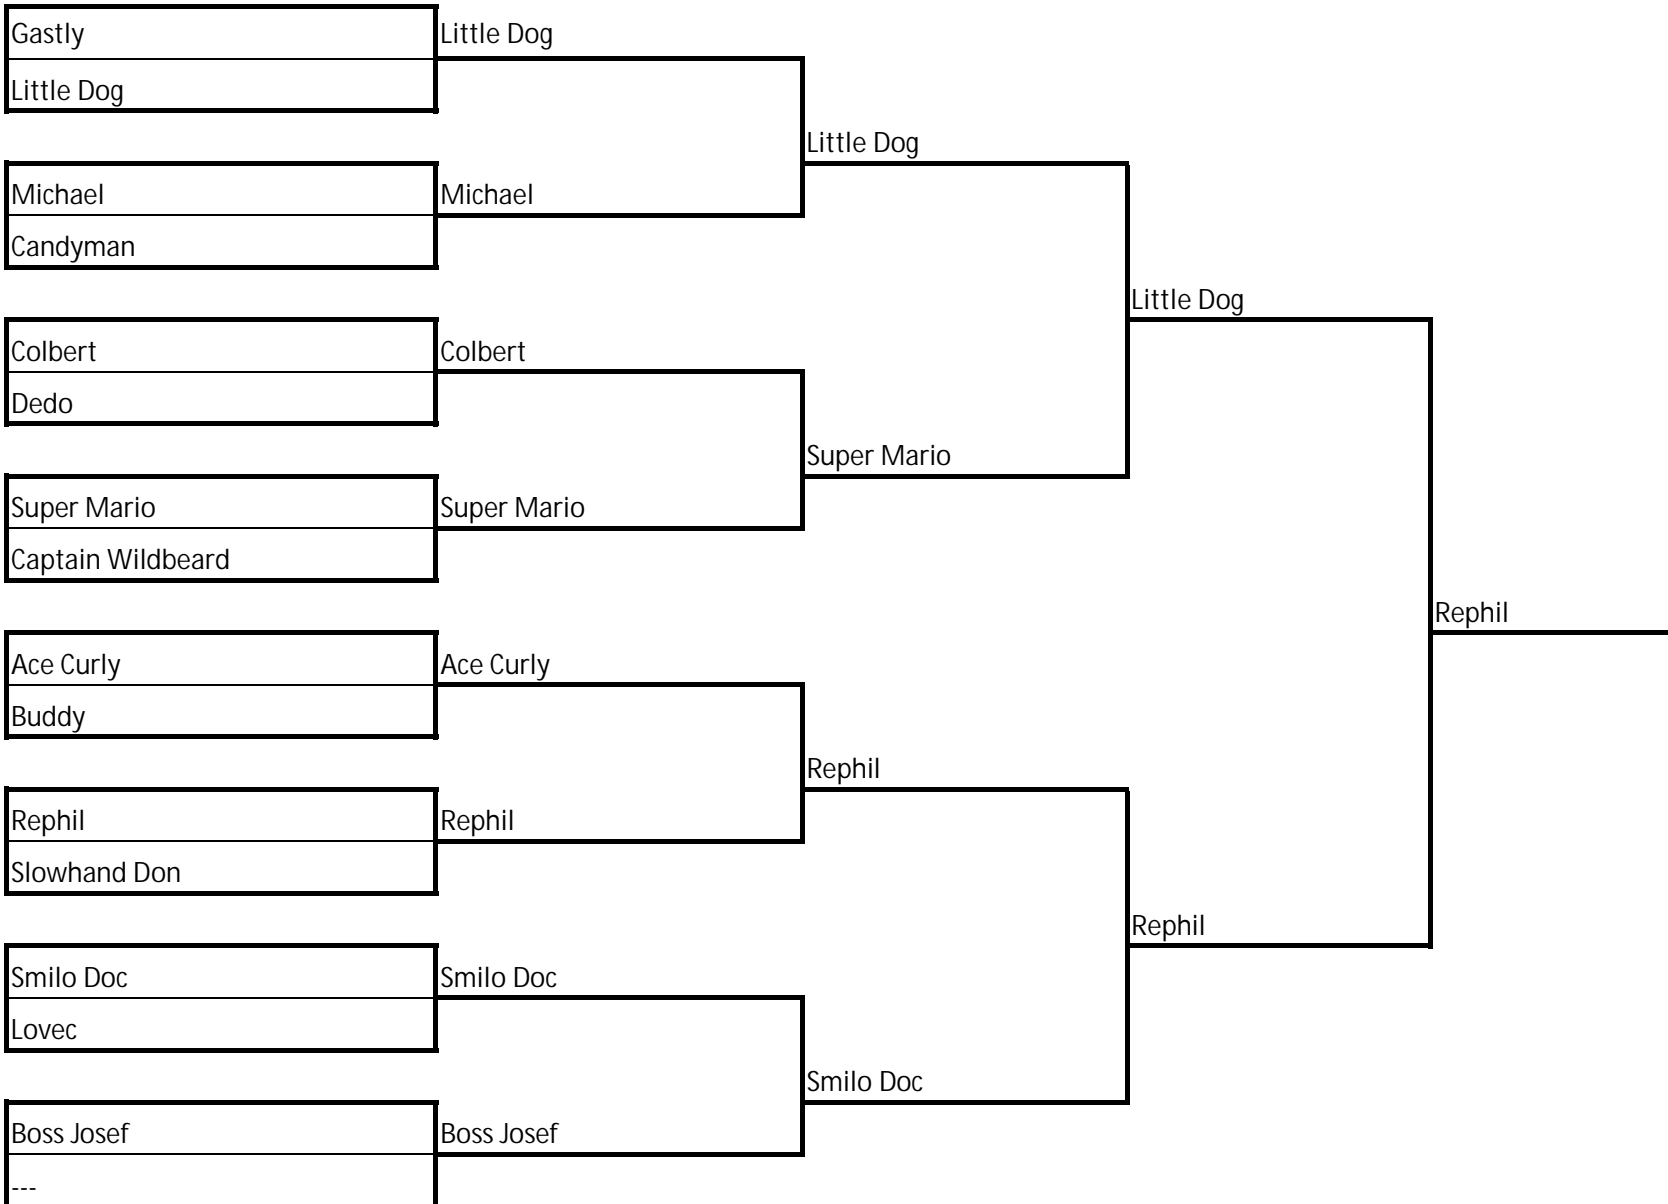 Gastly
Little Dog
Little Dog
Little Dog
Michael
Michael
Candyman
Little Dog
Colbert
Colbert
Dedo
Super Mario
Super Mario
Super Mario
Captain Wildbeard
Rephil
Ace Curly
Ace Curly
Buddy
Rephil
Rephil
Rephil
Slowhand Don
Rephil
Smilo Doc
Smilo Doc
Lovec
Smilo Doc
Boss Josef
Boss Josef
---